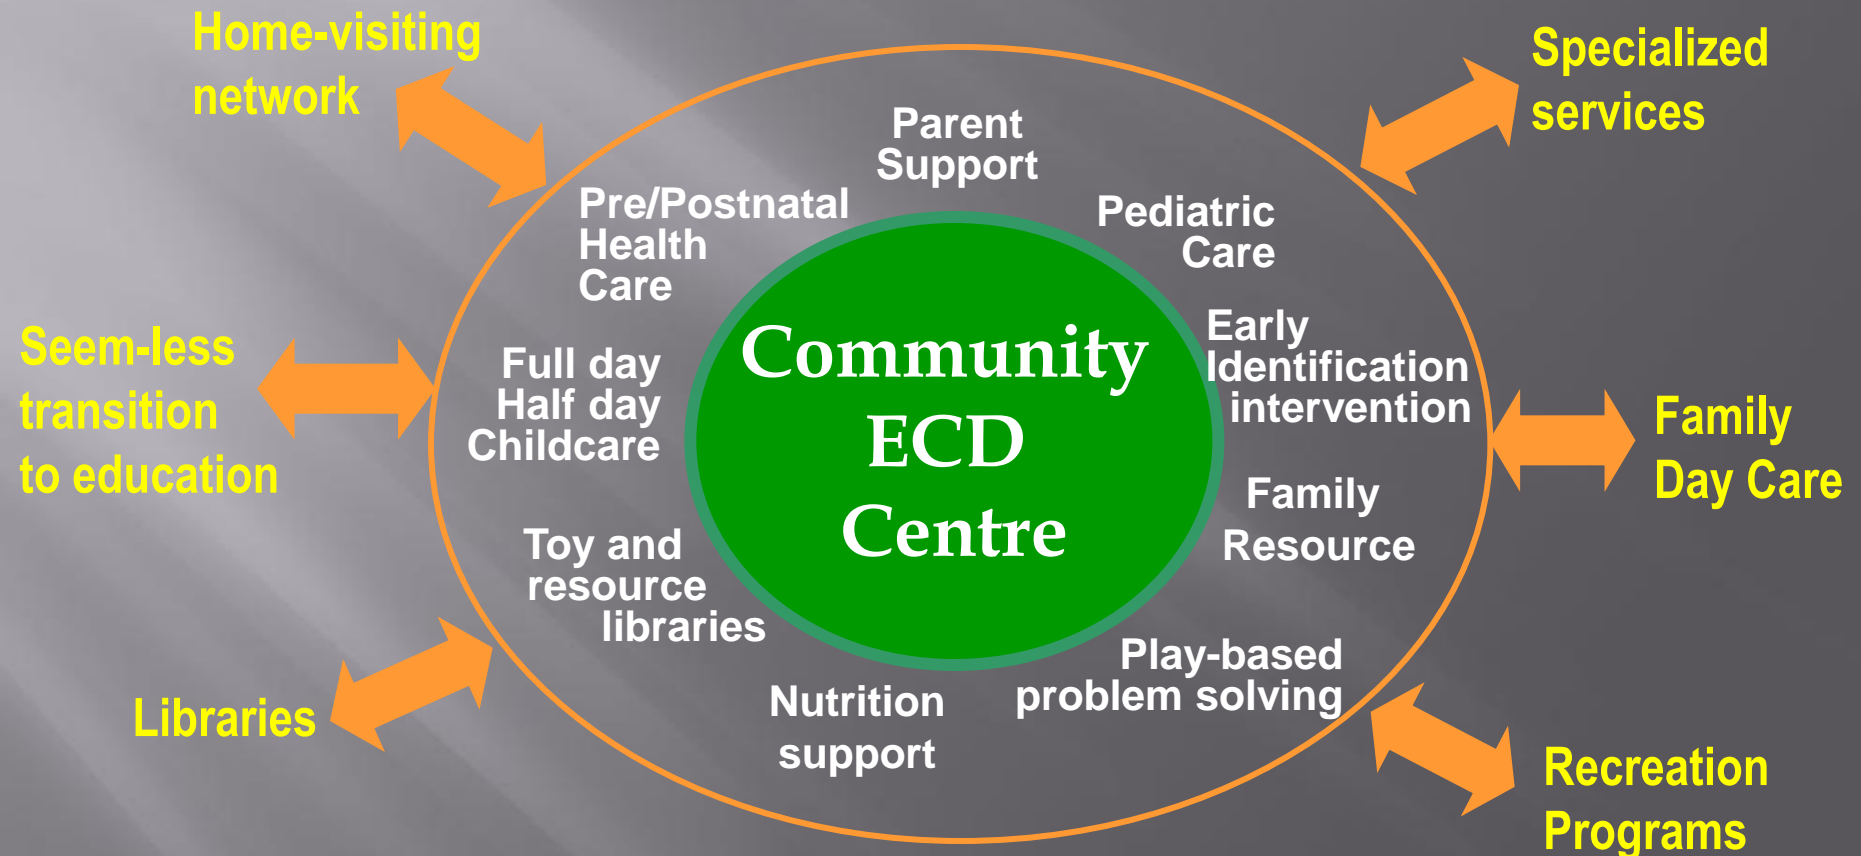 Home-visiting
network
Specialized
services
Parent
Support
Pre/Postnatal
Health
Care
Pediatric
Care
Seem-less
transition
to education
Full day
Half day
Childcare
Community
ECD
Centre
Early
Identification
intervention
Family
Day Care
Family
Resource
Toy and
resource
libraries
Play-based
problem solving
Nutrition
support
Libraries
Recreation
Programs